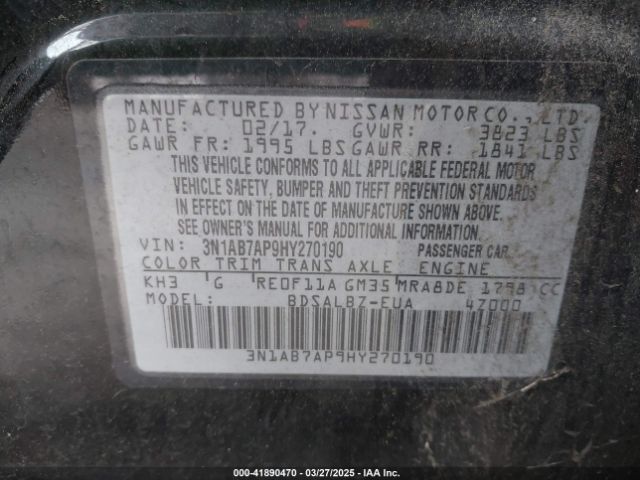 MANUFACTURED BY NISSAN MOTOR CO., LTD.
DATE: 02/17. GVWR: 3823 LBS
GAWR FR: 1995 LBS GAWR RR: 1841 LBS
THIS VEHICLE CONFORMS TO ALL APPLICABLE FEDERAL MOTOR
VEHICLE SAFETY, BUMPER AND THEFT PREVENTION STANDARDS
IN EFFECT ON THE DATE OF MANUFACTURE SHOWN ABOVE.
SEE OWNER'S MANUAL FOR ADDITIONAL INFORMATION.
VIN: 3N1AB7AP9HY270190 PASSENGER CAR
COLOR TRIM TRANS AXLE ENGINE
KH3 G RE0F11A GM35 MRA8DE 1798 CC
MODEL: BDSALBZ-EUA 47000
3N1AB7AP9HY270190
000-41890470 | 03/27/2025 | IAA Inc.